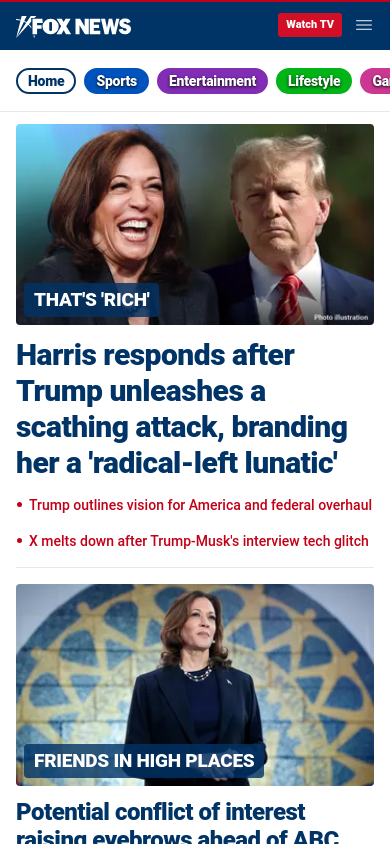 FOX NEWS
Watch TV
Home
Sports
Entertainment
Lifestyle
Ga
THAT'S 'RICH'
Photo illustration
Harris responds after
Trump unleashes a
scathing attack, branding
her a 'radical-left lunatic'
• Trump outlines vision for America and federal overhaul
• X melts down after Trump-Musk's interview tech glitch
FRIENDS IN HIGH PLACES
Potential conflict of interest
raising eyebrows ahead of ABC